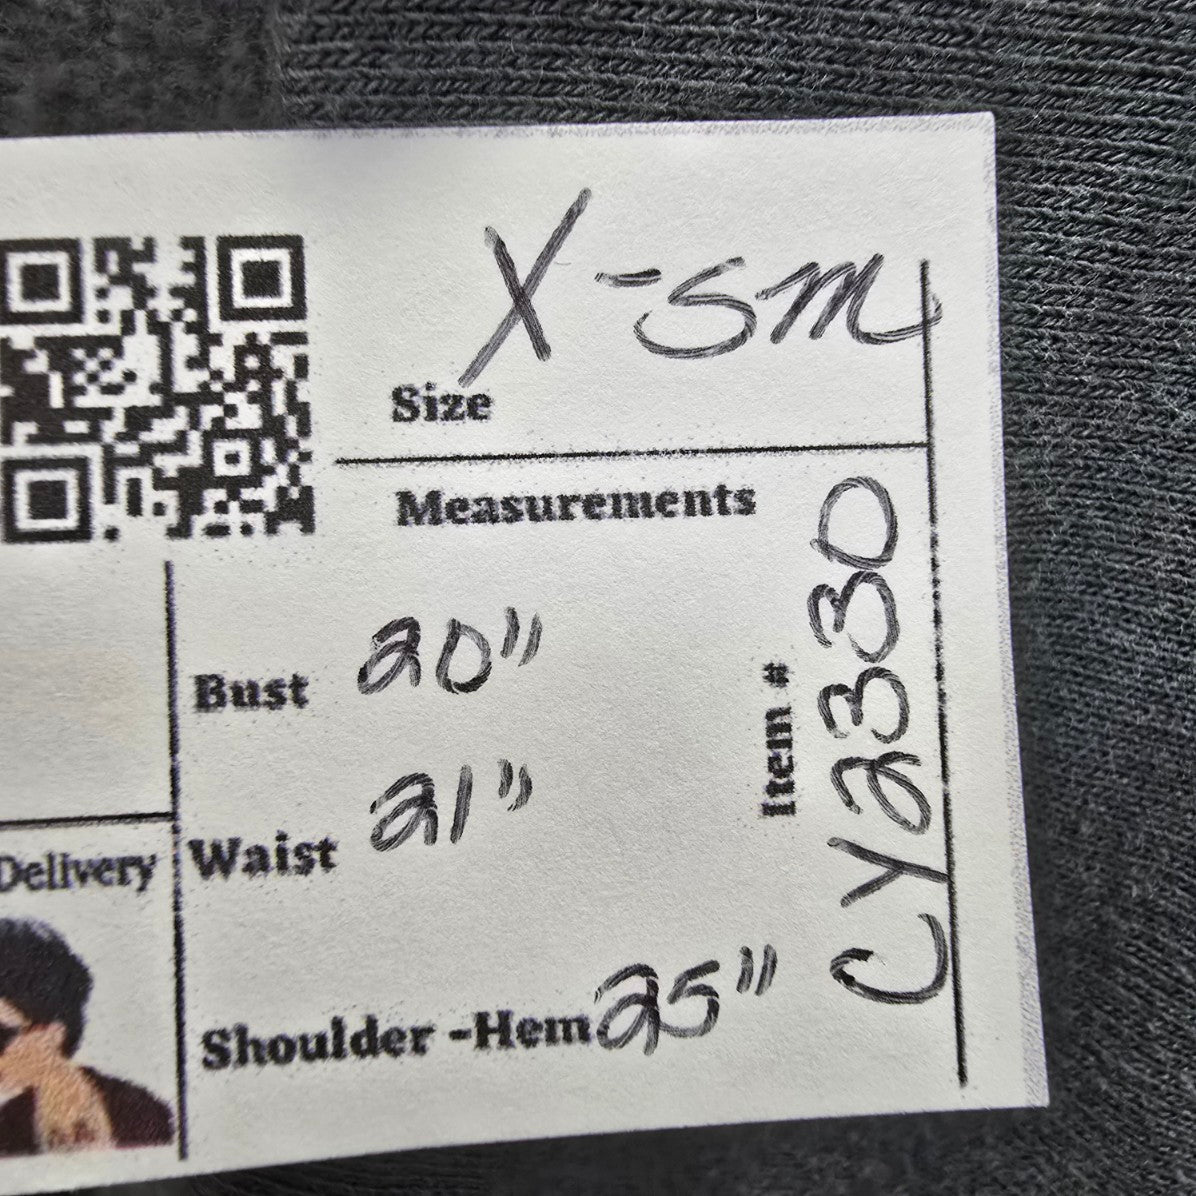 X-sm
Size
Measurements
Bust 20"
Waist 21"
Shoulder -Hem 25"
Item # CY2330
Delivery